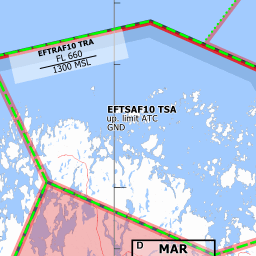 EFTRAF10 TRA
FL 660
1300 MSL
EFTSAF10 TSA
up. limit ATC
GND
D
MAR